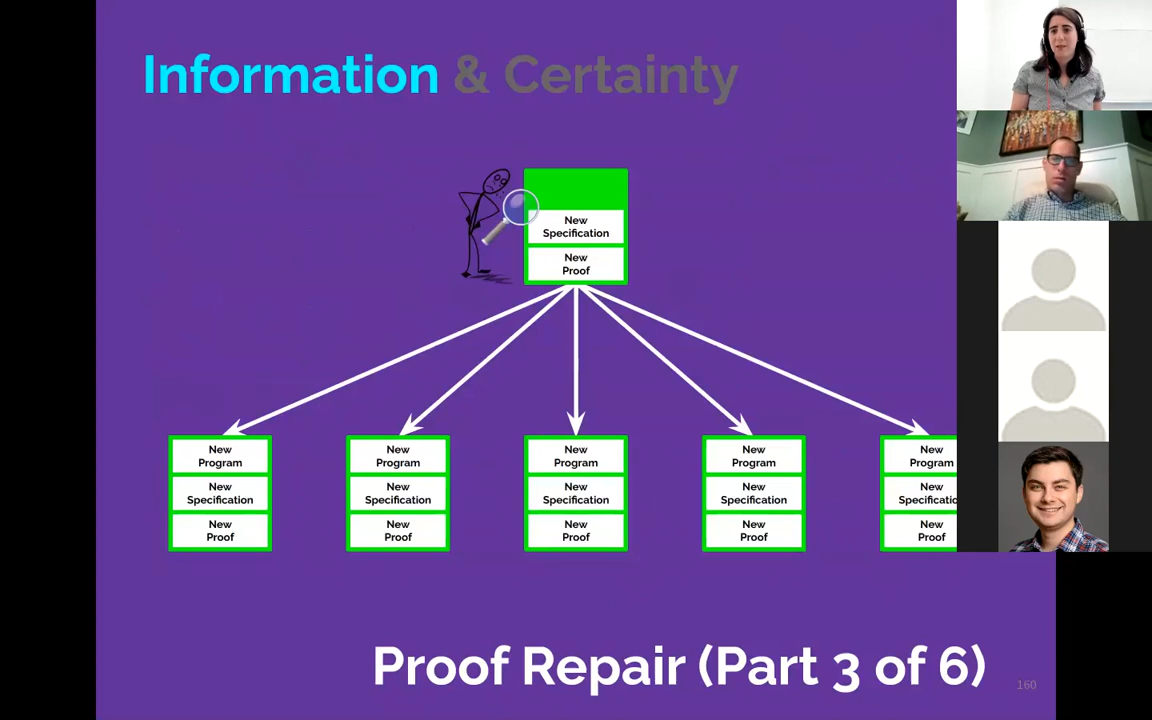 Information & Certainty
New
Specification
New
Proof
New
Program
New
Specification
New
Proof
New
Program
New
Specification
New
Proof
New
Program
New
Specification
New
Proof
New
Program
New
Specification
New
Proof
New
Program
New
Specificatio
New
Proof
Proof Repair (Part 3 of 6)
160